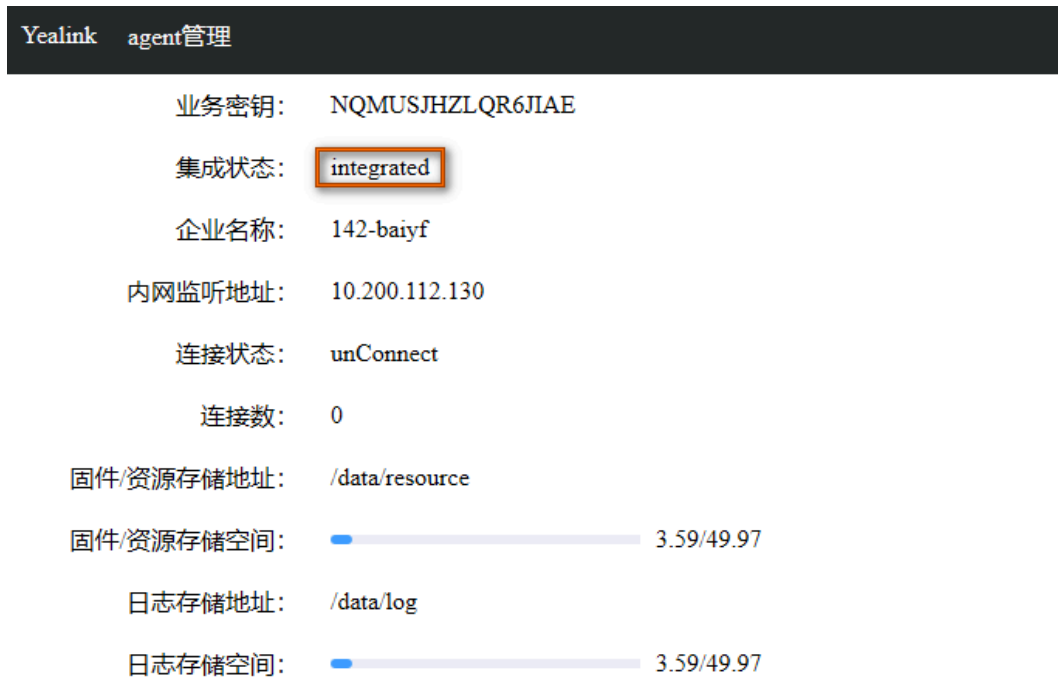 Yealink agent管理
业务密钥： NQMUSJHZLQR6JIAE
集成状态： integrated
企业名称： 142-baiyf
内网监听地址： 10.200.112.130
连接状态： unConnect
连接数： 0
固件/资源存储地址： /data/resource
固件/资源存储空间： 3.59/49.97
日志存储地址： /data/log
日志存储空间： 3.59/49.97